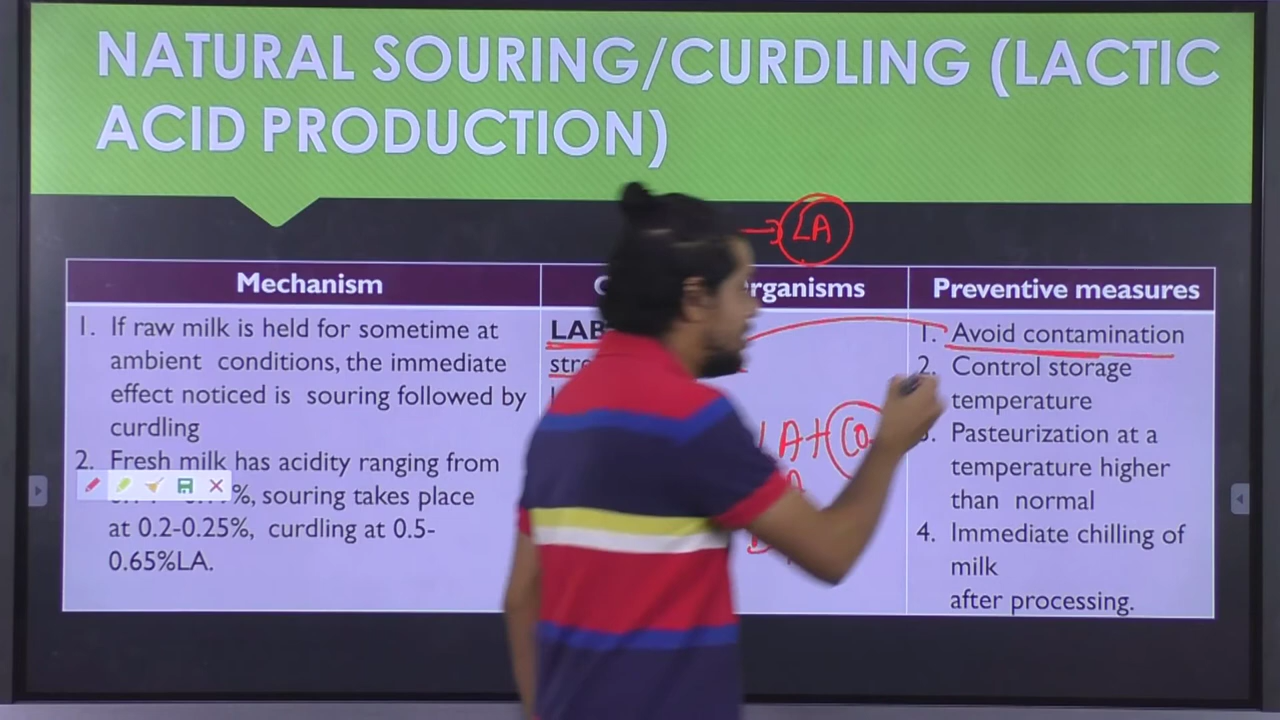 NATURAL SOURING/CURDLING (LACTIC
ACID PRODUCTION)
LA
Mechanism
1. If raw milk is held for sometime at
ambient conditions, the immediate
effect noticed is souring followed by
curdling
2. Fresh milk has acidity ranging from
%, souring takes place
at 0.2-0.25%, curdling at 0.5-
0.65%LA.
LAB
Preventive measures
1. Avoid contamination
2. Control storage
temperature
3. Pasteurization at a
temperature higher
than normal
4. Immediate chilling of
milk
after processing.
LA+CO